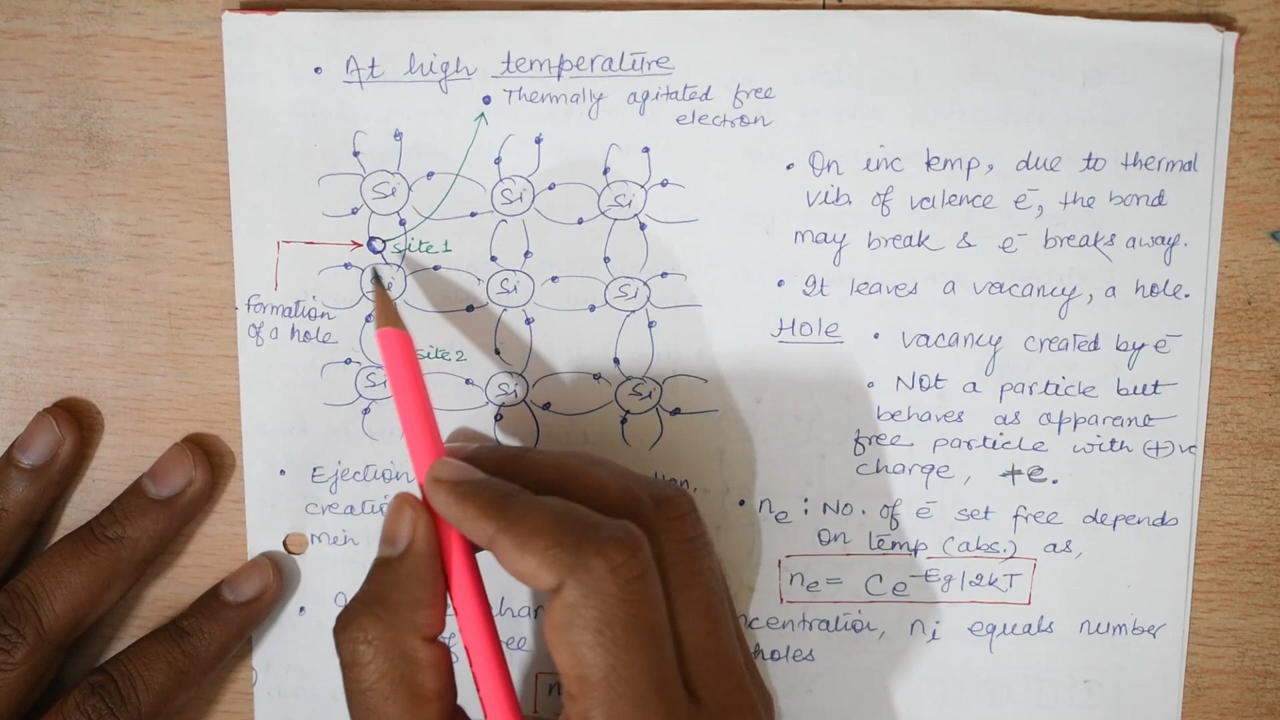 • At high temperature
• Thermally agitated free
electron
Si Si Si
site 1
Si Si
Formation
of a hole
site 2
Si Si Si
• Ejection
creatio
• On inc temp, due to thermal
vib. of valence e⁻, the bond
may break & e⁻ breaks away.
• It leaves a vacancy, a hole.
Hole • vacancy created by e⁻
• NOT a particle but
behaves as apparant
free particle with (+)ve
charge, +e.
• ne : No. of e⁻ set free depends
on temp (abs.) as,
ne = Ce^-Eg/2kT
ncentration, ni equals number
holes